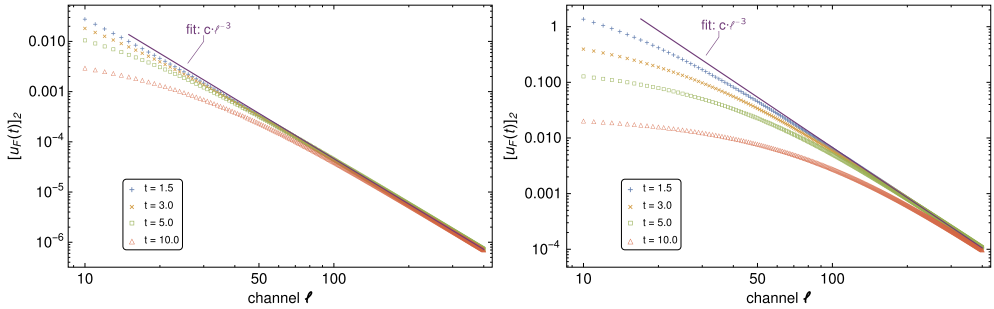 fit: c·ℓ⁻³
0.010
0.001
10⁻⁴
10⁻⁵
10⁻⁶
[u_F(t)]₂
t = 1.5
t = 3.0
t = 5.0
t = 10.0
10 50 100
channel ℓ
fit: c·ℓ⁻³
1
0.100
0.010
0.001
10⁻⁴
[u_F(t)]₂
t = 1.5
t = 3.0
t = 5.0
t = 10.0
10 50 100
channel ℓ